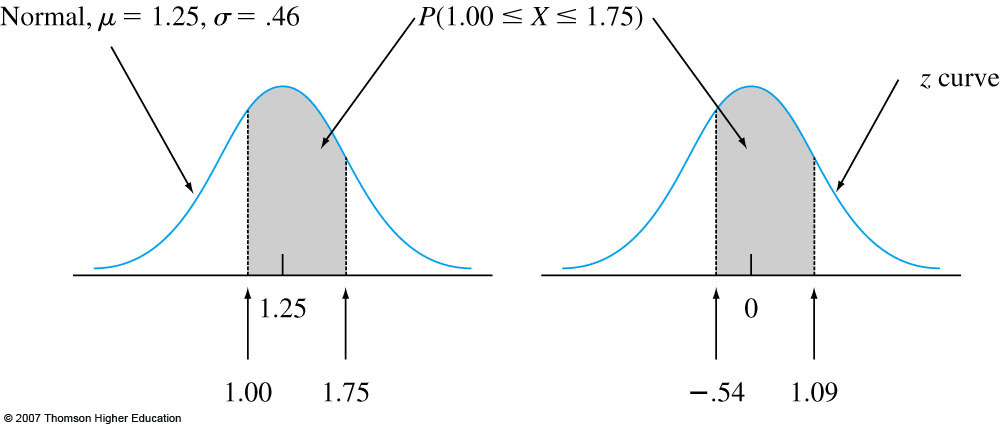 Normal, μ = 1.25, σ = .46
P(1.00 ≤ X ≤ 1.75)
z curve
1.25
0
1.00
1.75
−.54
1.09
© 2007 Thomson Higher Education